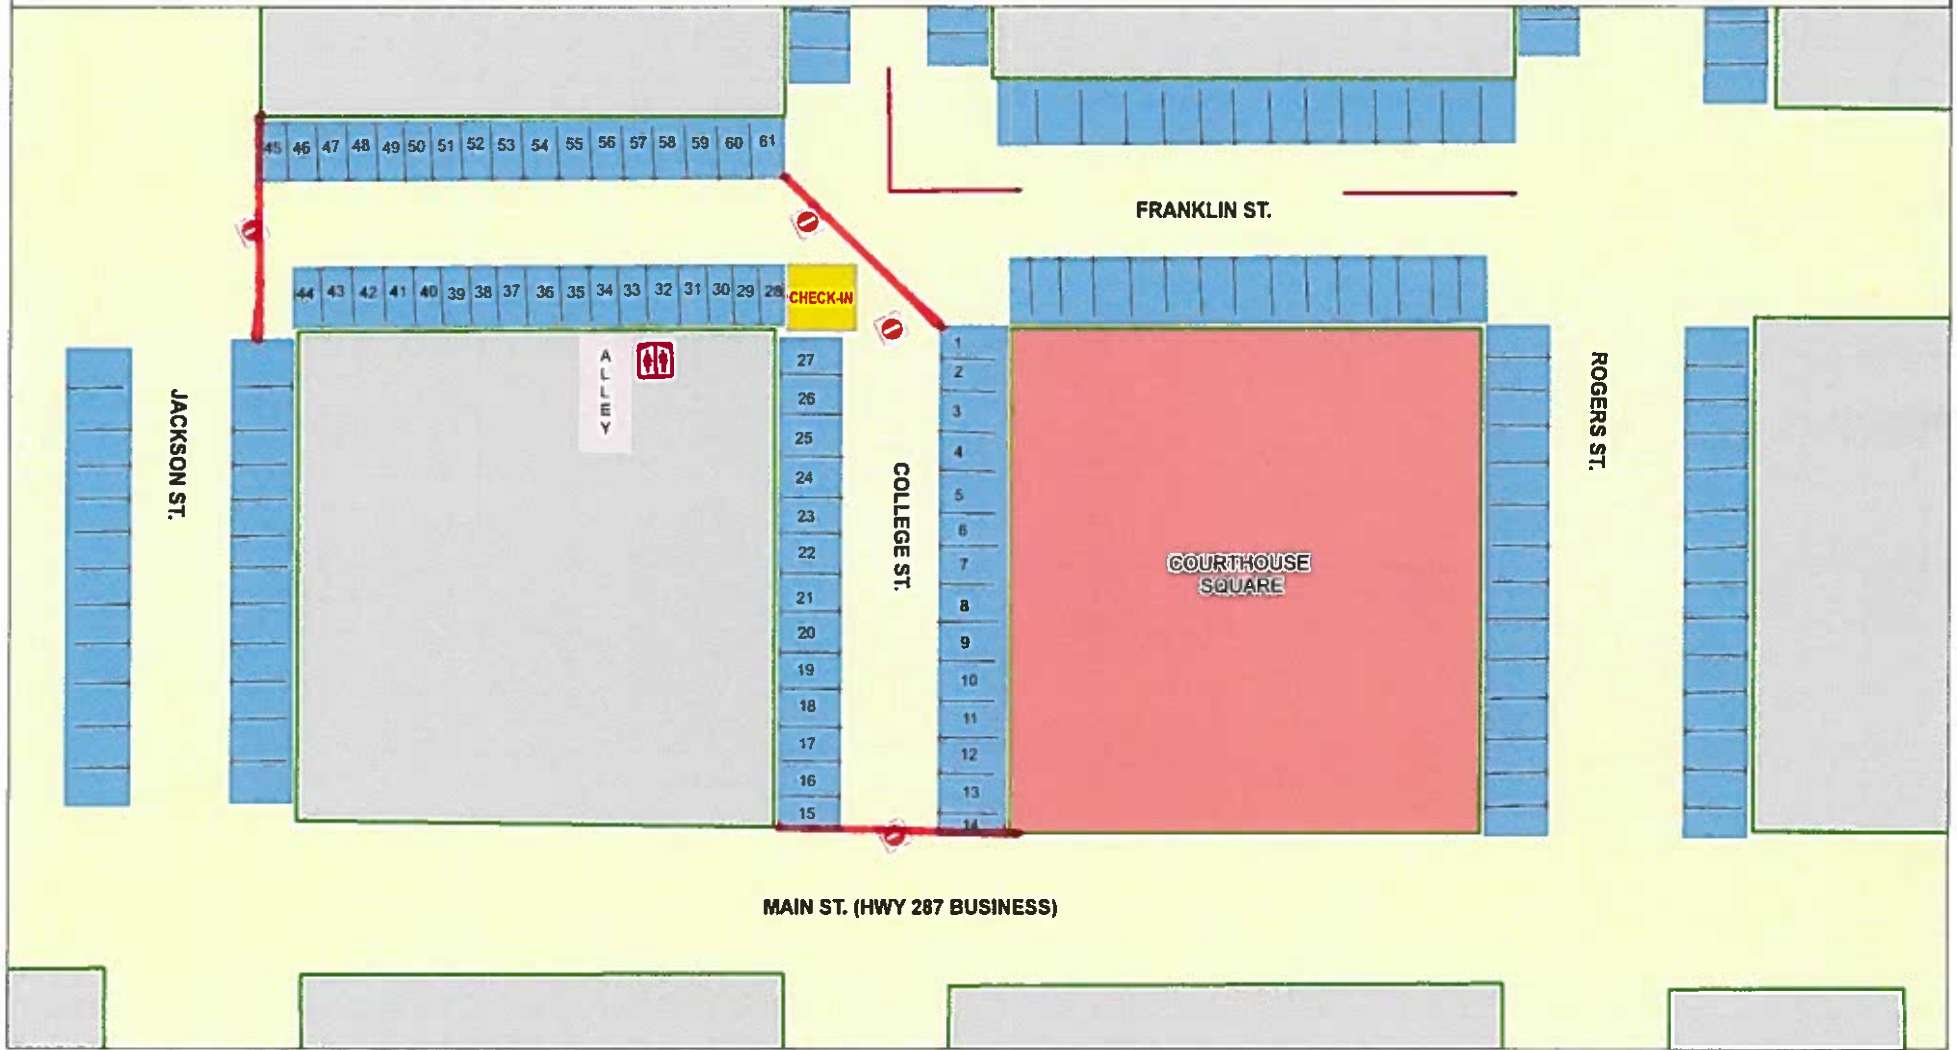 45 46 47 48 49 50 51 52 53 54 55 56 57 58 59 60 61
FRANKLIN ST.
44 43 42 41 40 39 38 37 36 35 34 33 32 31 30 29 28
CHECK-IN
ALLEY
27
26
25
24
23
22
21
20
19
18
17
16
15
1
2
3
4
5
6
7
8
9
10
11
12
13
14
JACKSON ST.
COLLEGE ST.
COURTHOUSE
SQUARE
ROGERS ST.
MAIN ST. (HWY 287 BUSINESS)